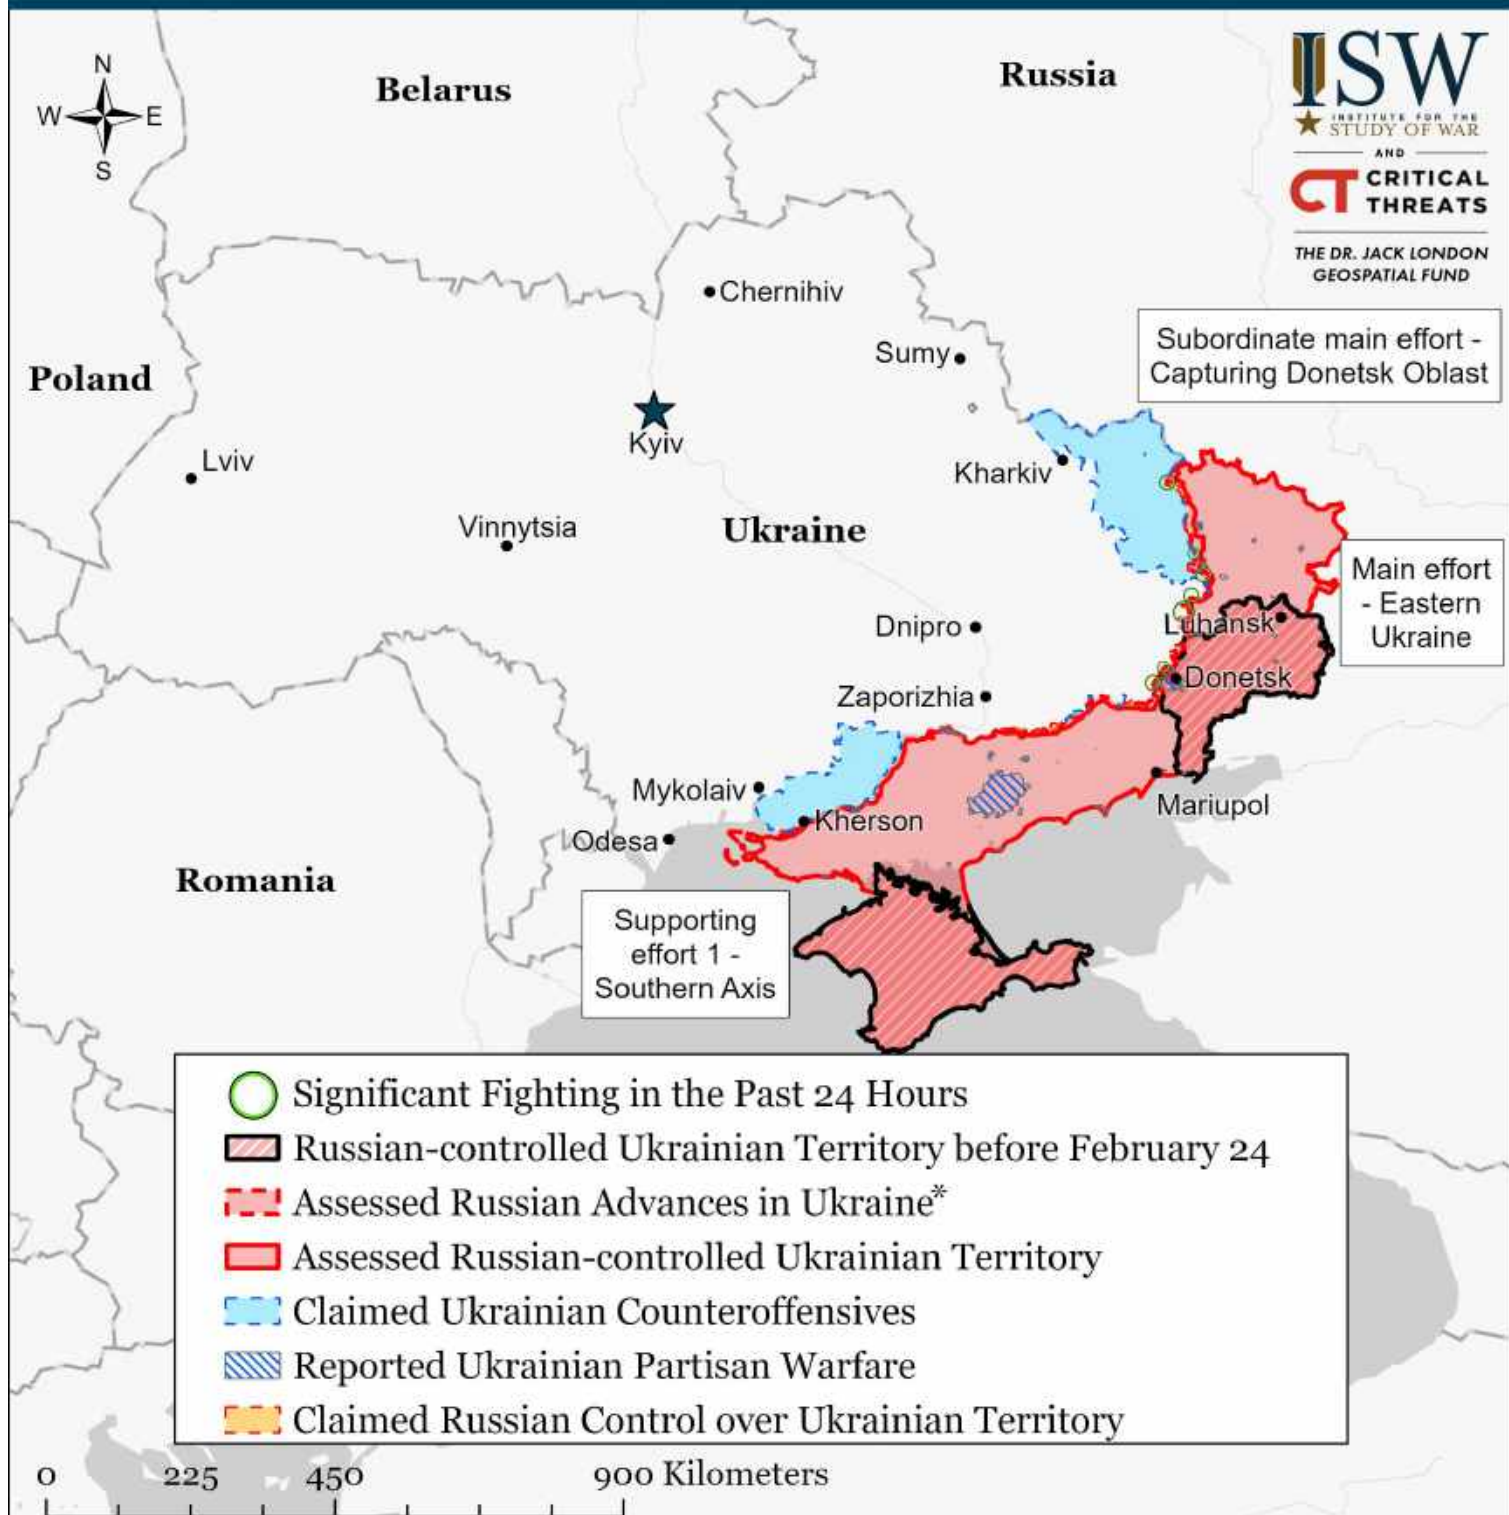 N
W E
S
Belarus
Russia
ISW
INSTITUTE FOR THE
STUDY OF WAR
AND
CT CRITICAL
THREATS
THE DR. JACK LONDON
GEOSPATIAL FUND
Chernihiv
Subordinate main effort -
Capturing Donetsk Oblast
Sumy
Poland
Kyiv
Lviv
Kharkiv
Vinnytsia
Ukraine
Main effort
- Eastern
Ukraine
Dnipro
Luhansk
Donetsk
Zaporizhia
Mykolaiv
Mariupol
Kherson
Odesa
Romania
Supporting
effort 1 -
Southern Axis
Significant Fighting in the Past 24 Hours
Russian-controlled Ukrainian Territory before February 24
Assessed Russian Advances in Ukraine*
Assessed Russian-controlled Ukrainian Territory
Claimed Ukrainian Counteroffensives
Reported Ukrainian Partisan Warfare
Claimed Russian Control over Ukrainian Territory
0 225 450 900 Kilometers